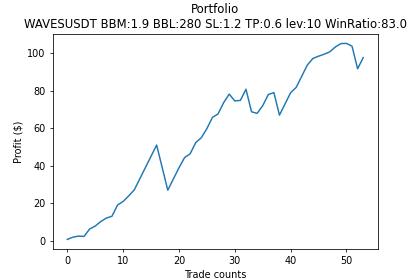 Portfolio
WAVESUSDT BBM:1.9 BBL:280 SL:1.2 TP:0.6 lev:10 WinRatio:83.0
100
80
60
40
20
0
Profit ($)
0 10 20 30 40 50
Trade counts